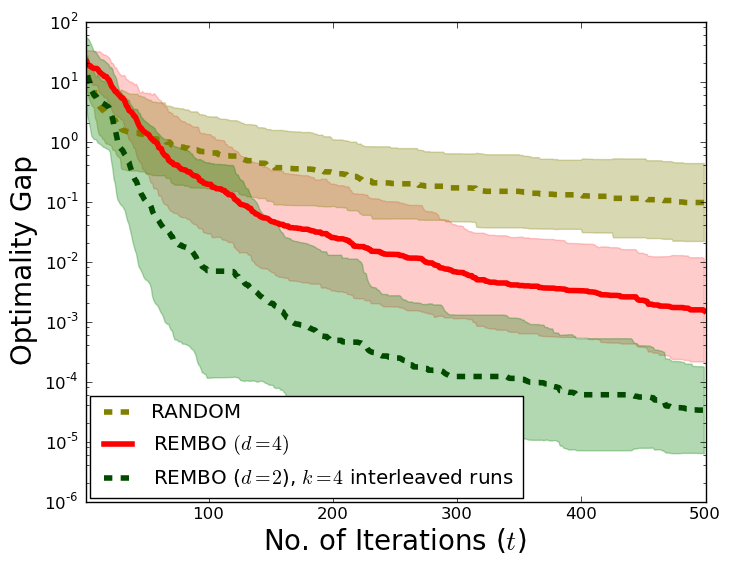 Optimality Gap
10^2
10^1
10^0
10^-1
10^-2
10^-3
10^-4
10^-5
10^-6
RANDOM
REMBO (d=4)
REMBO (d=2), k=4 interleaved runs
100 200 300 400 500
No. of Iterations (t)